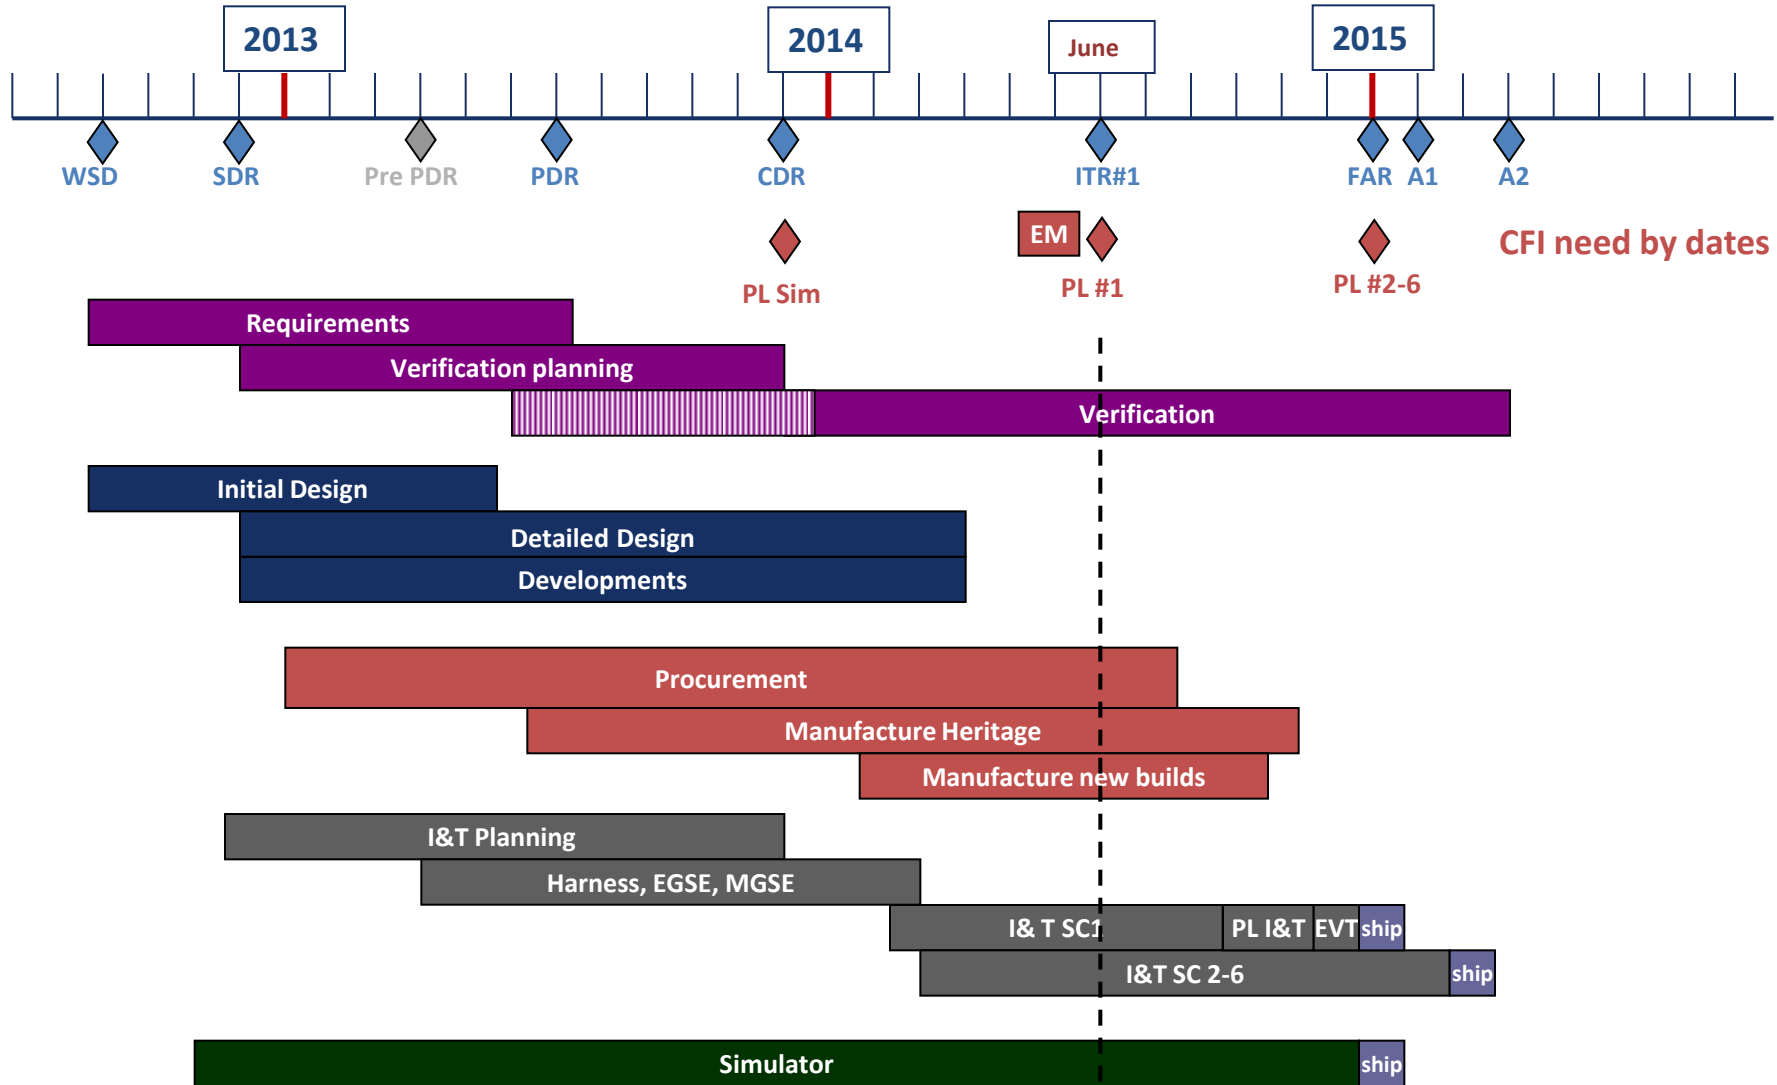 2013
2014
June
2015
WSD
SDR
Pre PDR
PDR
CDR
ITR#1
FAR
A1
A2
EM
CFI need by dates
PL Sim
PL #1
PL #2-6
Requirements
Verification planning
Verification
Initial Design
Detailed Design
Developments
Procurement
Manufacture Heritage
Manufacture new builds
I&T Planning
Harness, EGSE, MGSE
I& T SC1
PL I&T
EVT
ship
I&T SC 2-6
ship
Simulator
ship